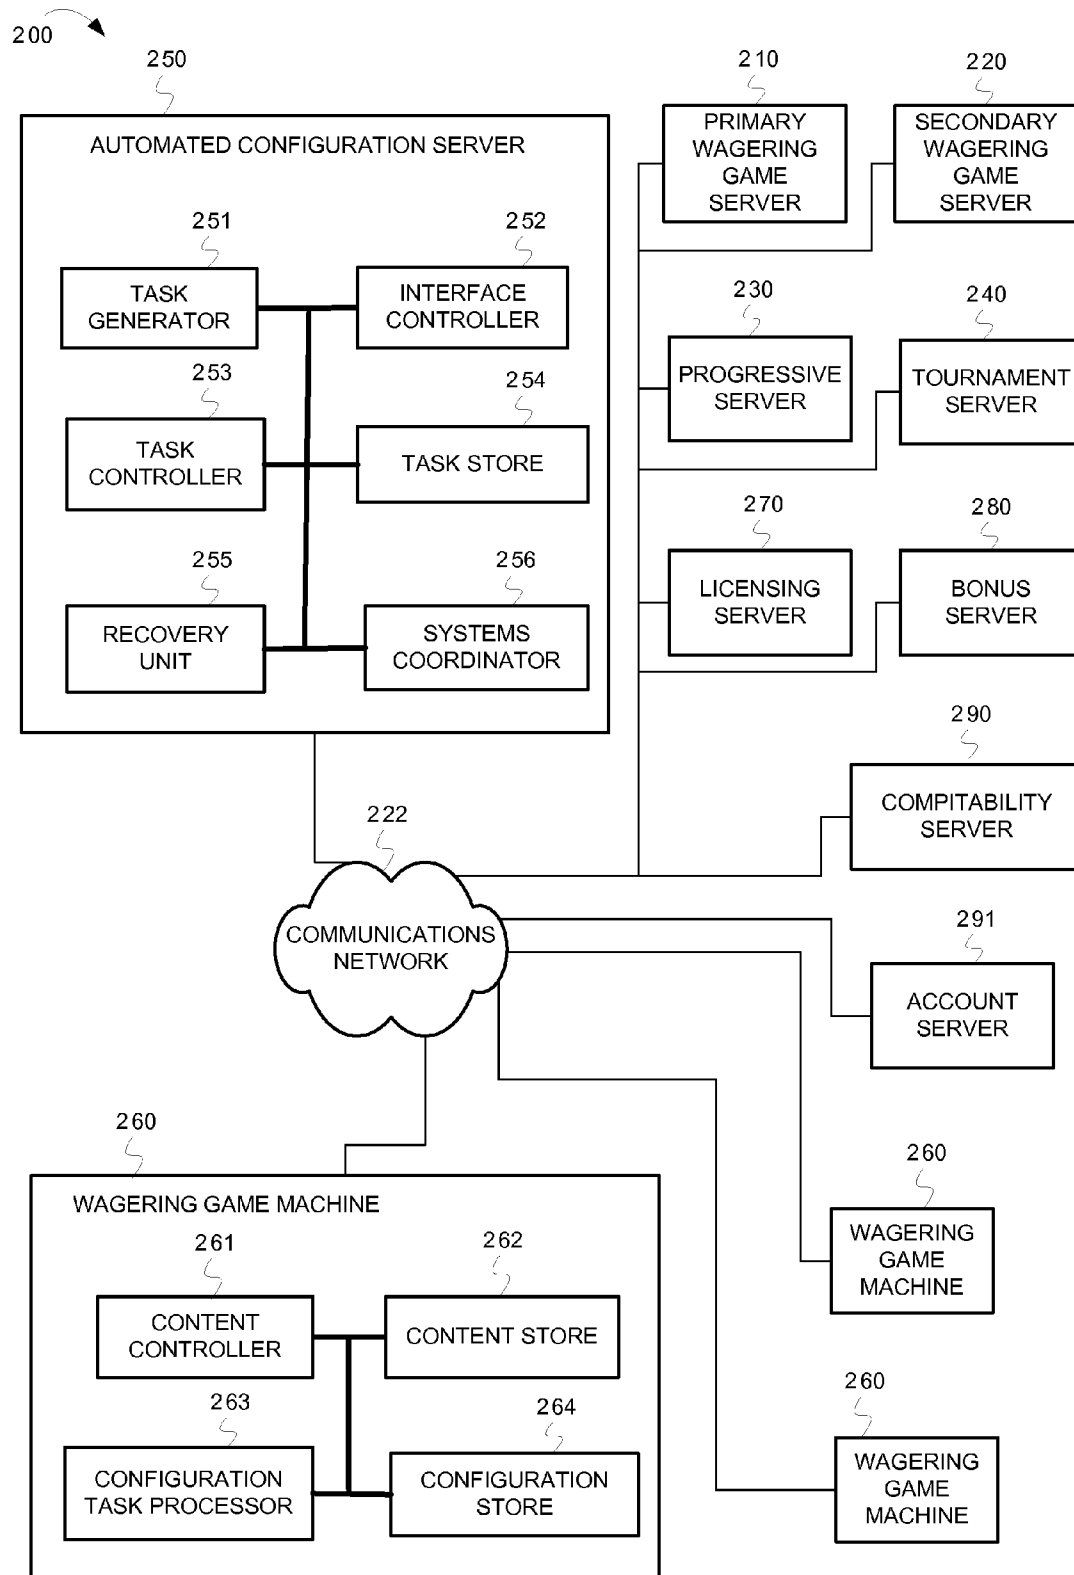 200
250
AUTOMATED CONFIGURATION SERVER
251
TASK
GENERATOR
252
INTERFACE
CONTROLLER
253
TASK
CONTROLLER
254
TASK STORE
255
RECOVERY
UNIT
256
SYSTEMS
COORDINATOR
210
PRIMARY
WAGERING
GAME
SERVER
220
SECONDARY
WAGERING
GAME
SERVER
230
PROGRESSIVE
SERVER
240
TOURNAMENT
SERVER
270
LICENSING
SERVER
280
BONUS
SERVER
290
COMPITABILITY
SERVER
222
COMMUNICATIONS
NETWORK
291
ACCOUNT
SERVER
260
WAGERING GAME MACHINE
261
CONTENT
CONTROLLER
262
CONTENT STORE
263
CONFIGURATION
TASK PROCESSOR
264
CONFIGURATION
STORE
260
WAGERING
GAME
MACHINE
260
WAGERING
GAME
MACHINE